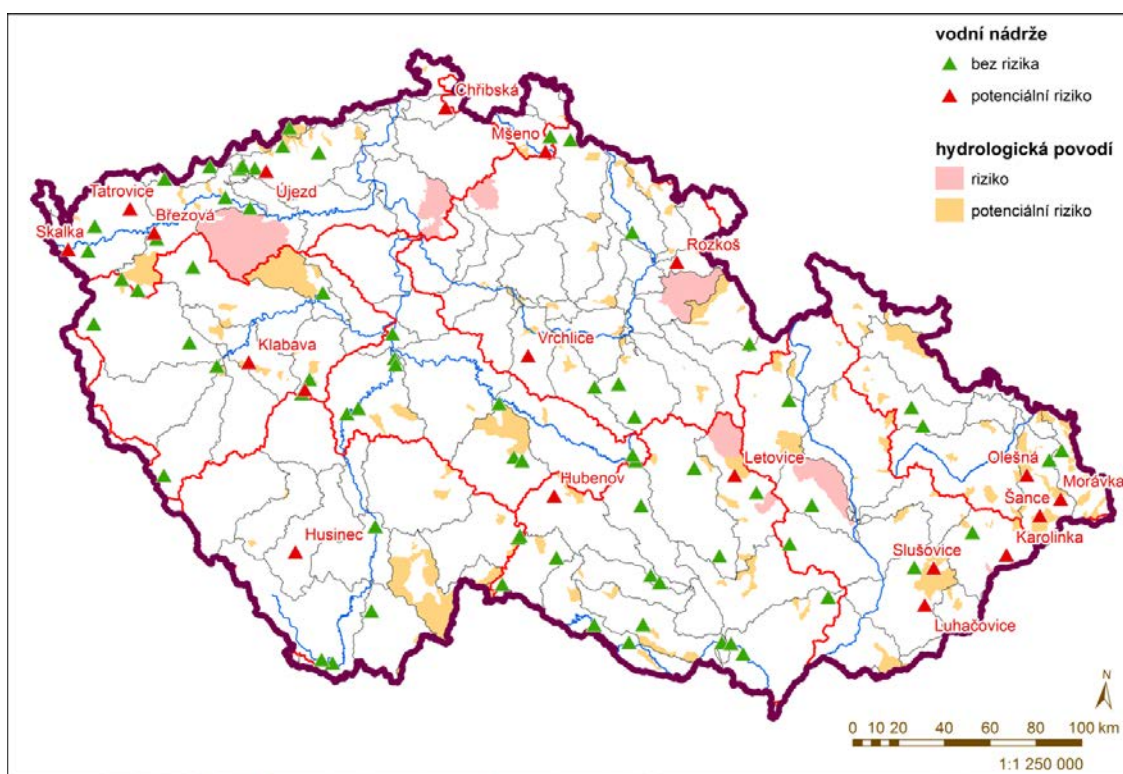 vodní nádrže
bez rizika
potenciální riziko
hydrologická povodí
riziko
potenciální riziko
Chřibská
Mšeno
Tatrovice
Újezd
Březová
Skalka
Rozkoš
Klabava
Vrchlice
Letovice
Olešná
Hubenov
Morávka
Šance
Husinec
Karolinka
Slušovice
Luhačovice
N
0 10 20 40 60 80 100 km
1:1 250 000